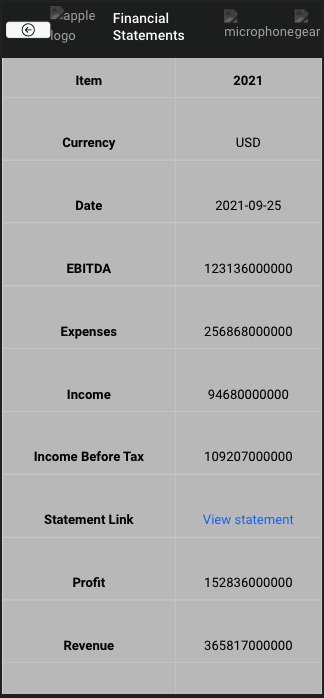 apple
logo
Financial
Statements
microphone gear
Item 2021
Currency USD
Date 2021-09-25
EBITDA 123136000000
Expenses 256868000000
Income 94680000000
Income Before Tax 109207000000
Statement Link View statement
Profit 152836000000
Revenue 365817000000